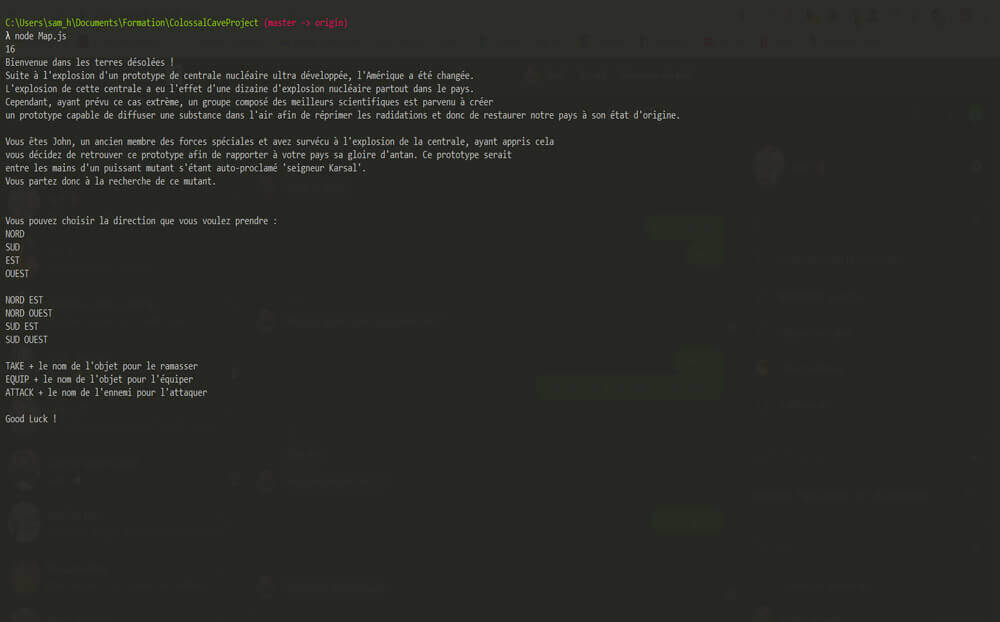 C:\Users\sam_h\Documents\Formation\ColossalCaveProject (master -> origin)
λ node Map.js
16
Bienvenue dans les terres désolées !
Suite à l'explosion d'un prototype de centrale nucléaire ultra développée, l'Amérique a été changée.
L'explosion de cette centrale a eu l'effet d'une dizaine d'explosion nucléaire partout dans le pays.
Cependant, ayant prévu ce cas extrème, un groupe composé des meilleurs scientifiques est parvenu à créer
un prototype capable de diffuser une substance dans l'air afin de réprimer les radidations et donc de restaurer notre pays à son état d'origine.
Vous êtes John, un ancien membre des forces spéciales et avez survécu à l'explosion de la centrale, ayant appris cela
vous décidez de retrouver ce prototype afin de rapporter à votre pays sa gloire d'antan. Ce prototype serait
entre les mains d'un puissant mutant s'étant auto-proclamé 'seigneur Karsal'.
Vous partez donc à la recherche de ce mutant.
Vous pouvez choisir la direction que vous voulez prendre :
NORD
SUD
EST
OUEST
NORD EST
NORD OUEST
SUD EST
SUD OUEST
TAKE + le nom de l'objet pour le ramasser
EQUIP + le nom de l'objet pour l'équiper
ATTACK + le nom de l'ennemi pour l'attaquer
Good Luck !